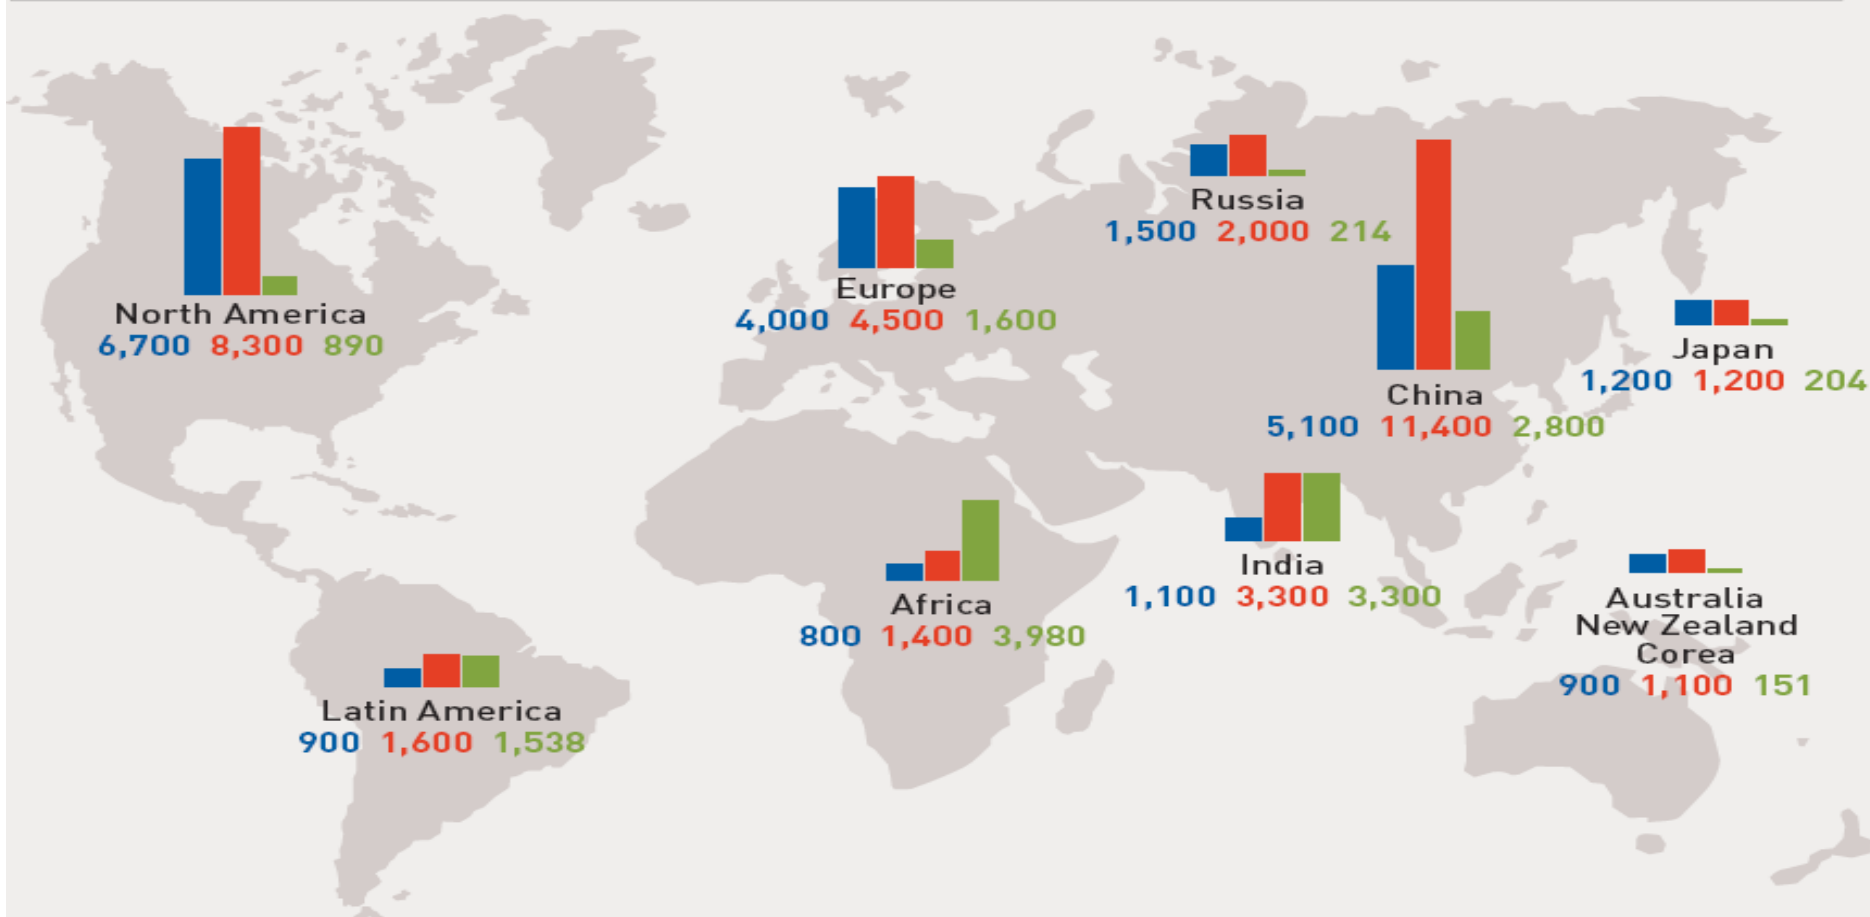 Russia
1,500 2,000 214
Europe
4,000 4,500 1,600
North America
6,700 8,300 890
Japan
1,200 1,200 204
China
5,100 11,400 2,800
India
1,100 3,300 3,300
Africa
800 1,400 3,980
Australia
New Zealand
Corea
900 1,100 151
Latin America
900 1,600 1,538